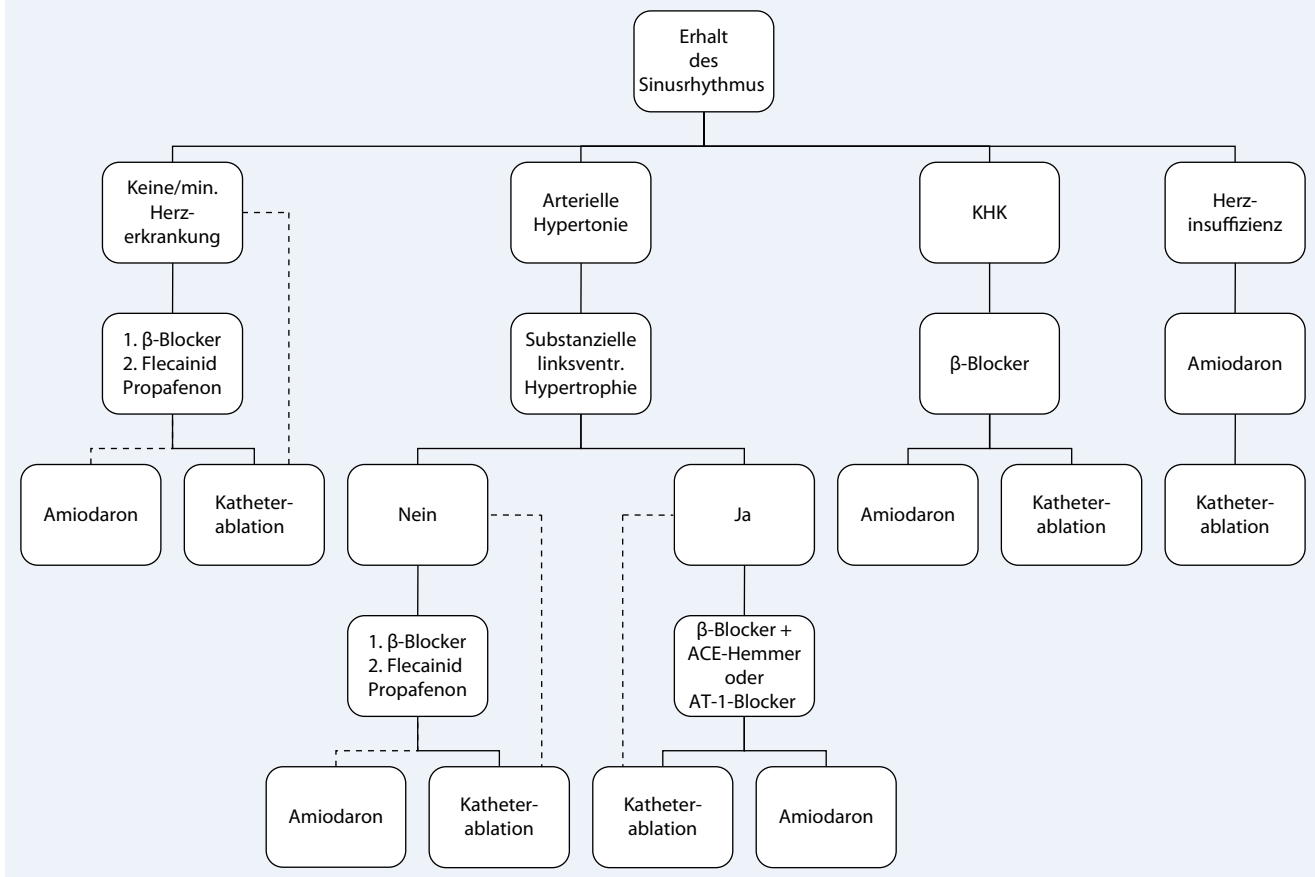 Erhalt
des
Sinusrhythmus
Keine/min.
Herz-
erkrankung
Arterielle
Hypertonie
KHK
Herz-
insuffizienz
1. β-Blocker
2. Flecainid
Propafenon
Substanzielle
linksventr.
Hypertrophie
β-Blocker
Amiodaron
Amiodaron
Katheter-
ablation
Nein
Ja
Amiodaron
Katheter-
ablation
Katheter-
ablation
1. β-Blocker
2. Flecainid
Propafenon
β-Blocker +
ACE-Hemmer
oder
AT-1-Blocker
Amiodaron
Katheter-
ablation
Katheter-
ablation
Amiodaron